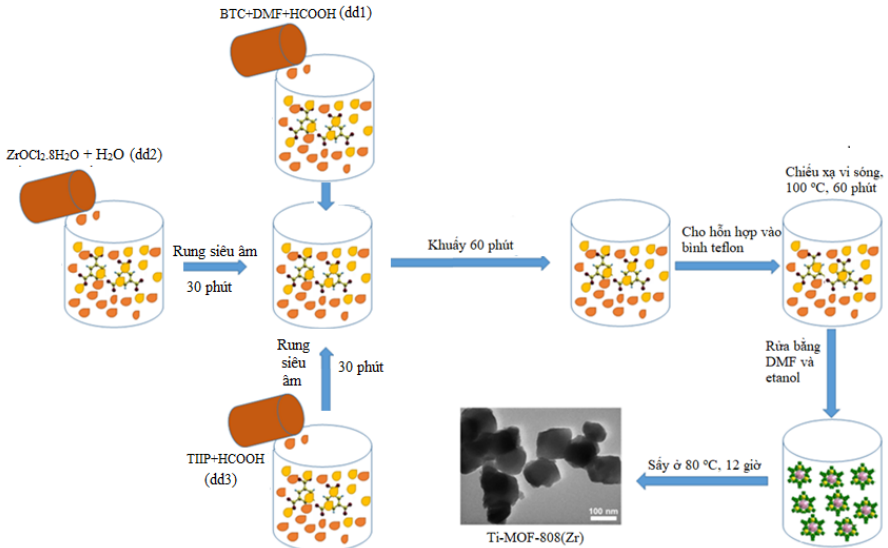 BTC+DMF+HCOOH (dd1)
ZrOCl2.8H2O + H2O (dd2)
Rung siêu âm
30 phút
Khuấy 60 phút
Cho hỗn hợp vào
bình teflon
Chiếu xạ vi sóng,
100 ºC, 60 phút
Rửa bằng
DMF và
etanol
Rung
siêu
âm
30 phút
TIIP+HCOOH
(dd3)
100 nm
Ti-MOF-808(Zr)
Sấy ở 80 ºC, 12 giờ